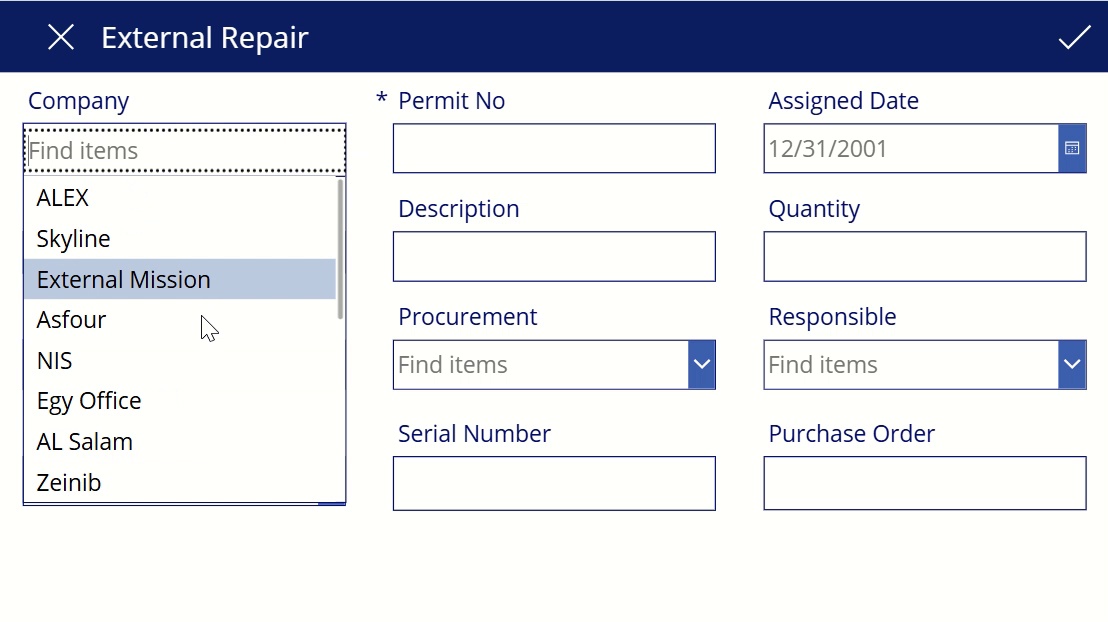 External Repair
Company
* Permit No
Assigned Date
Find items
12/31/2001
ALEX
Skyline
External Mission
Asfour
NIS
Egy Office
AL Salam
Zeinib
Description
Quantity
Procurement
Responsible
Find items
Find items
Serial Number
Purchase Order